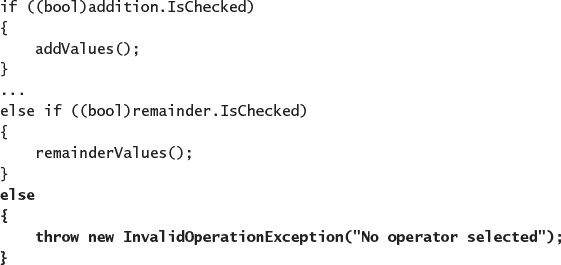 if ((bool)addition.IsChecked)
{
    addValues();
}
...
else if ((bool)remainder.IsChecked)
{
    remainderValues();
}
else
{
    throw new InvalidOperationException("No operator selected");
}